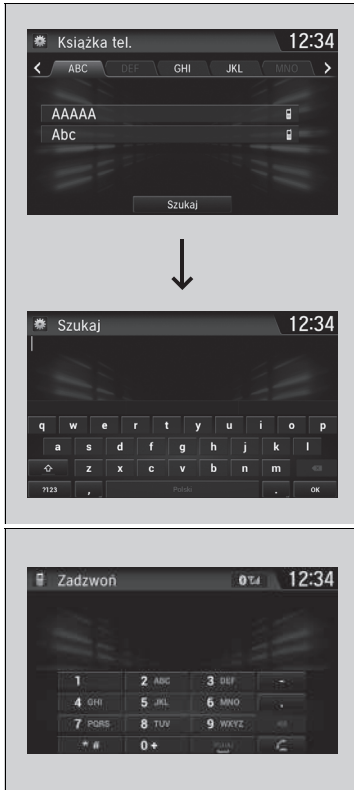 Książka tel. 12:34
ABC DEF GHI JKL MNO
AAAAA
Abc
Szukaj
Szukaj 12:34
q w e r t y u i o p
a s d f g h j k l
z x c v b n m
?123 , Polski . OK
Zadzwoń 12:34
1 2 ABC 3 DEF -
4 GHI 5 JKL 6 MNO .
7 PQRS 8 TUV 9 WXYZ
* # 0 + Polski